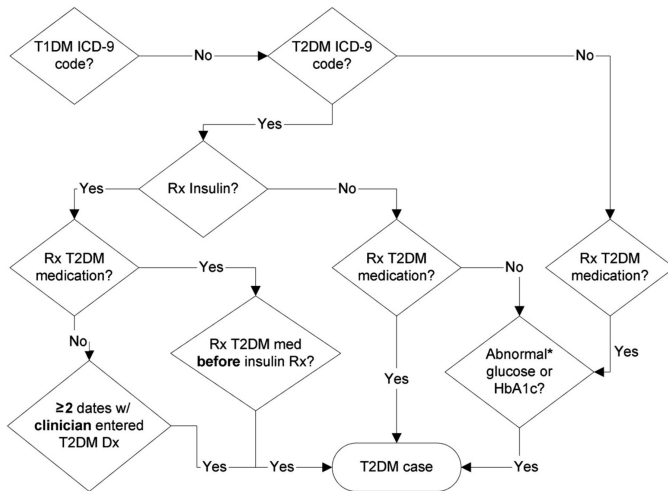 T1DM ICD-9
code?
No
T2DM ICD-9
code?
No
Yes
Yes
Rx Insulin?
No
Rx T2DM
medication?
Yes
Rx T2DM
medication?
No
Rx T2DM
medication?
No
Rx T2DM med
before insulin Rx?
Yes
Abnormal*
glucose or
HbA1c?
Yes
≥2 dates w/
clinician entered
T2DM Dx
Yes
Yes
T2DM case
Yes